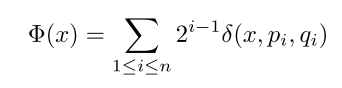 Φ(x) = ∑_{1≤i≤n} 2^{i−1} δ(x, p_i, q_i)